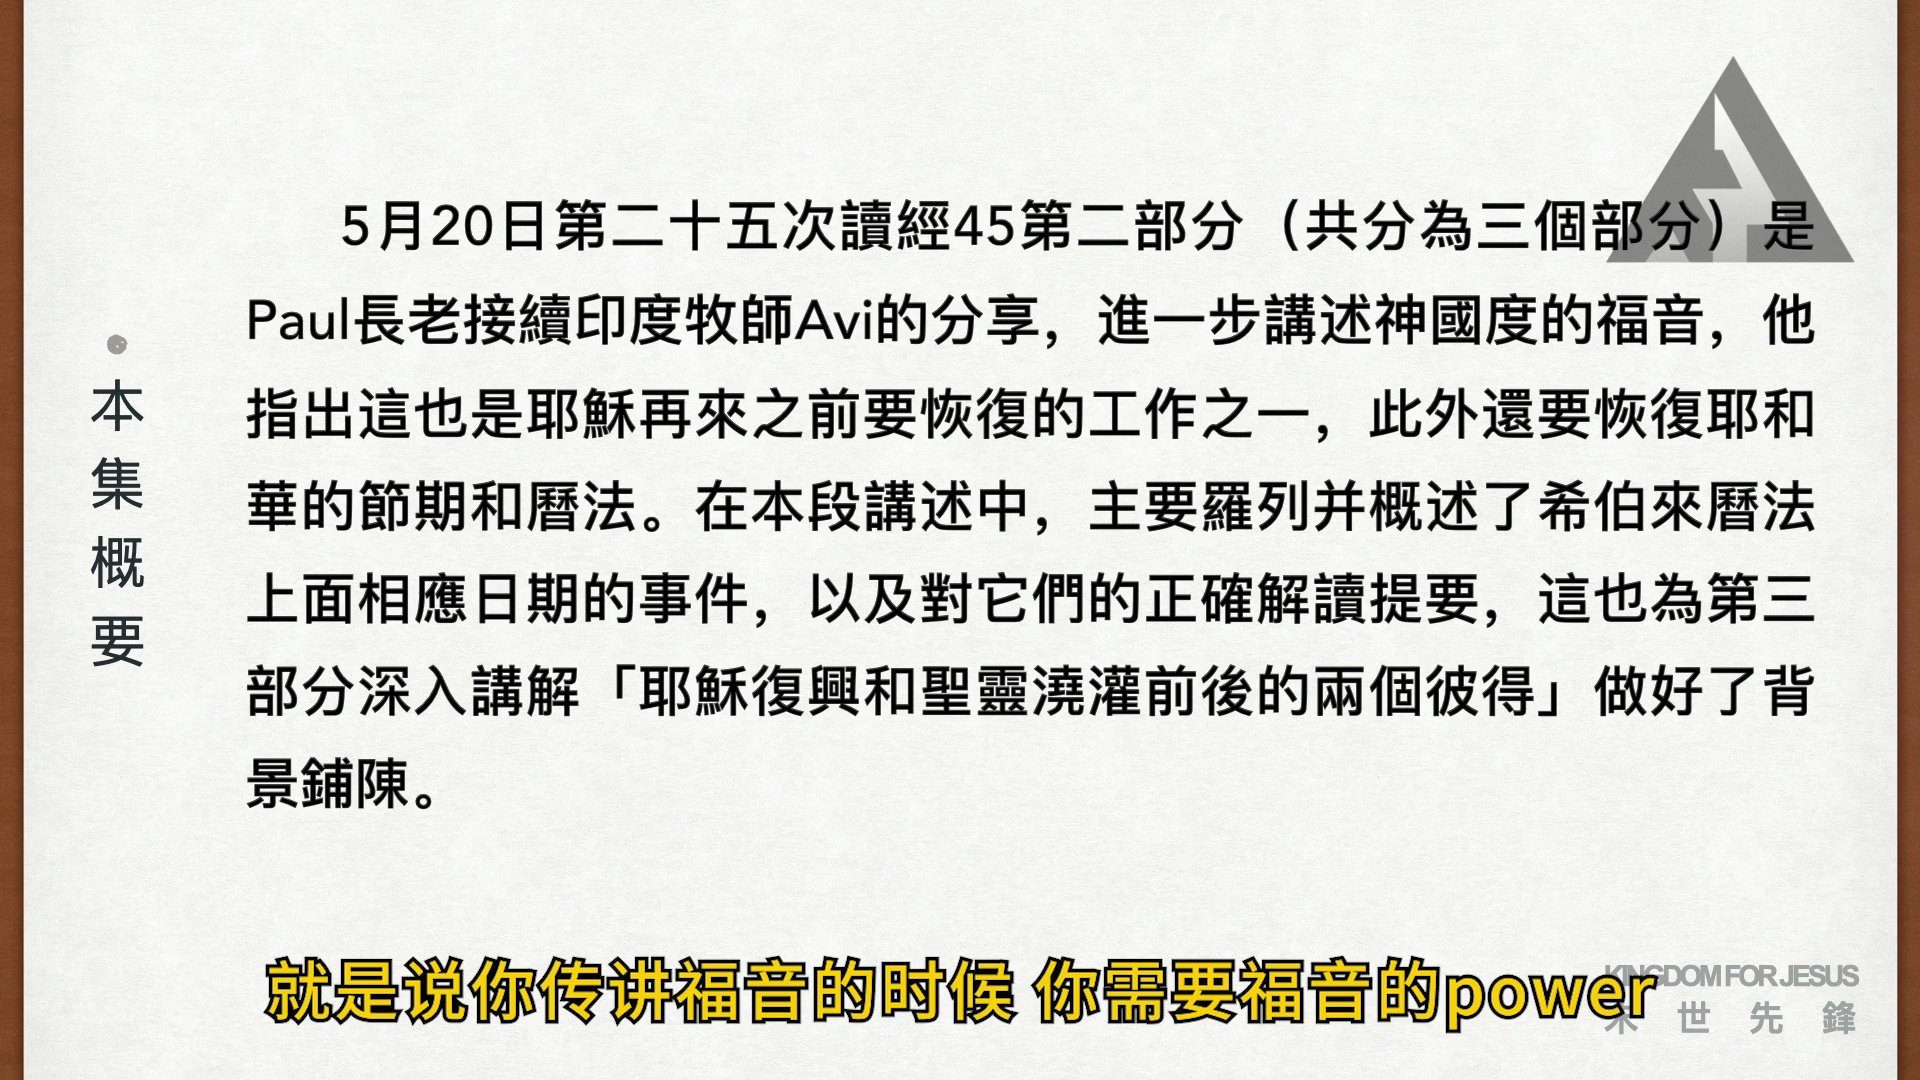 本集概要
5月20日第二十五次讀經45第二部分（共分為三個部分）是
Paul長老接續印度牧師Avi的分享，進一步講述神國度的福音，他
指出這也是耶穌再來之前要恢復的工作之一，此外還要恢復耶和
華的節期和曆法。在本段講述中，主要羅列并概述了希伯來曆法
上面相應日期的事件，以及對它們的正確解讀提要，這也為第三
部分深入講解「耶穌復興和聖靈澆灌前後的兩個彼得」做好了背
景鋪陳。
就是说你传讲福音的时候 你需要福音的power
KINGDOM FOR JESUS
末世先鋒